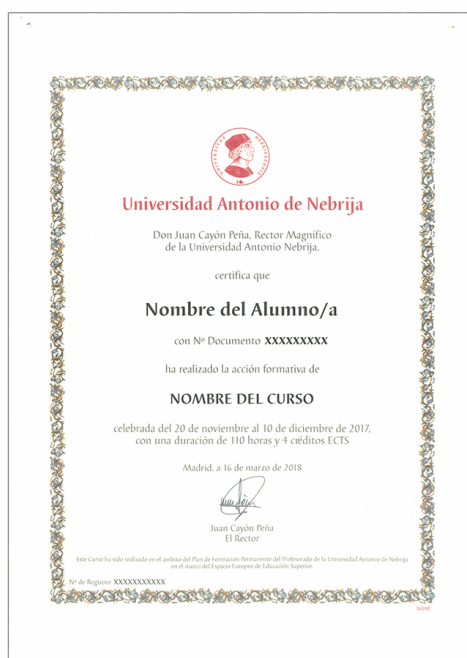 Universidad Antonio de Nebrija
Don Juan Cayón Peña, Rector Magnífico
de la Universidad Antonio Nebrija,
certifica que
Nombre del Alumno/a
con Nº Documento XXXXXXXXX
ha realizado la acción formativa de
NOMBRE DEL CURSO
celebrada del 20 de noviembre al 10 de diciembre de 2017,
con una duración de 110 horas y 4 créditos ECTS
Madrid, a 16 de marzo de 2018
Juan Cayón Peña
El Rector
Este Curso ha sido realizado en el ámbito del Plan de Formación Permanente del Profesorado de la Universidad Antonio de Nebrija
en el marco del Espacio Europeo de Educación Superior
Nº de Registro: XXXXXXXXXXX